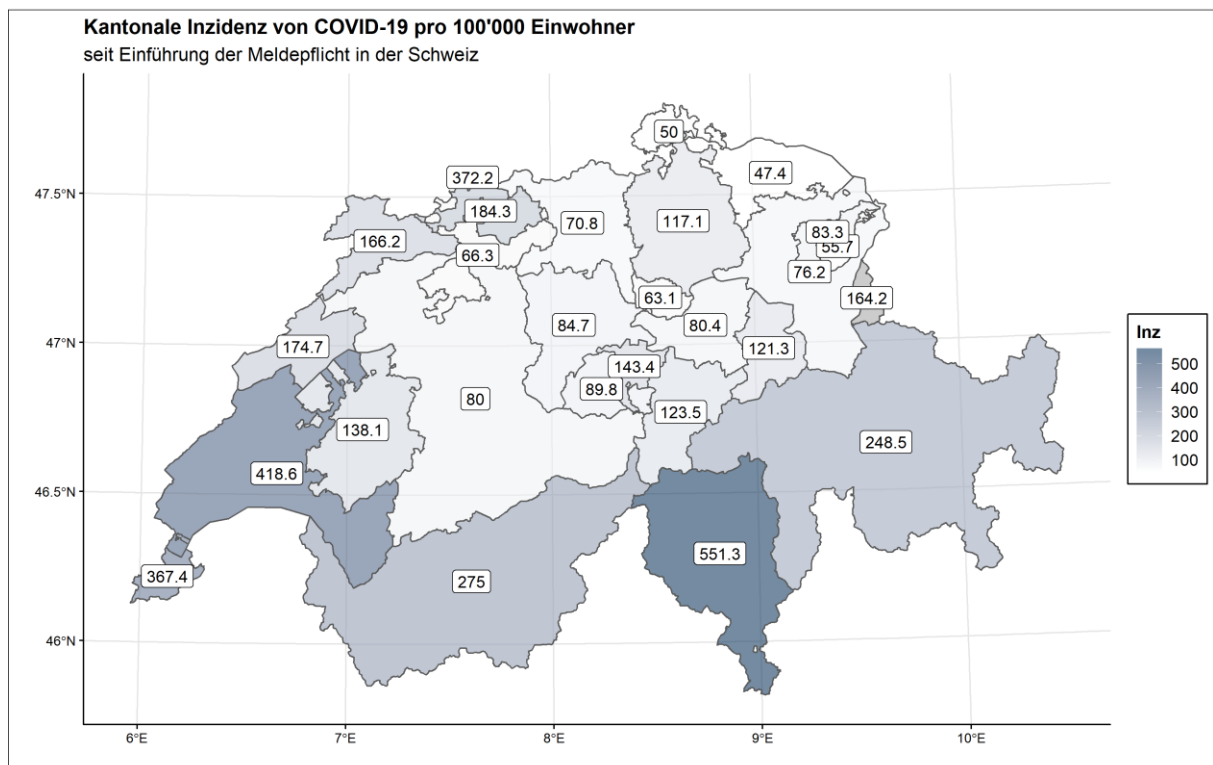 Kantonale Inzidenz von COVID-19 pro 100'000 Einwohner
seit Einführung der Meldepflicht in der Schweiz
50
372.2
47.4
184.3
70.8
117.1
83.3
55.7
166.2
66.3
76.2
63.1
164.2
84.7
80.4
174.7
121.3
143.4
89.8
80
123.5
138.1
248.5
418.6
551.3
367.4
275
47.5°N
47°N
46.5°N
46°N
6°E
7°E
8°E
9°E
10°E
Inz
500
400
300
200
100